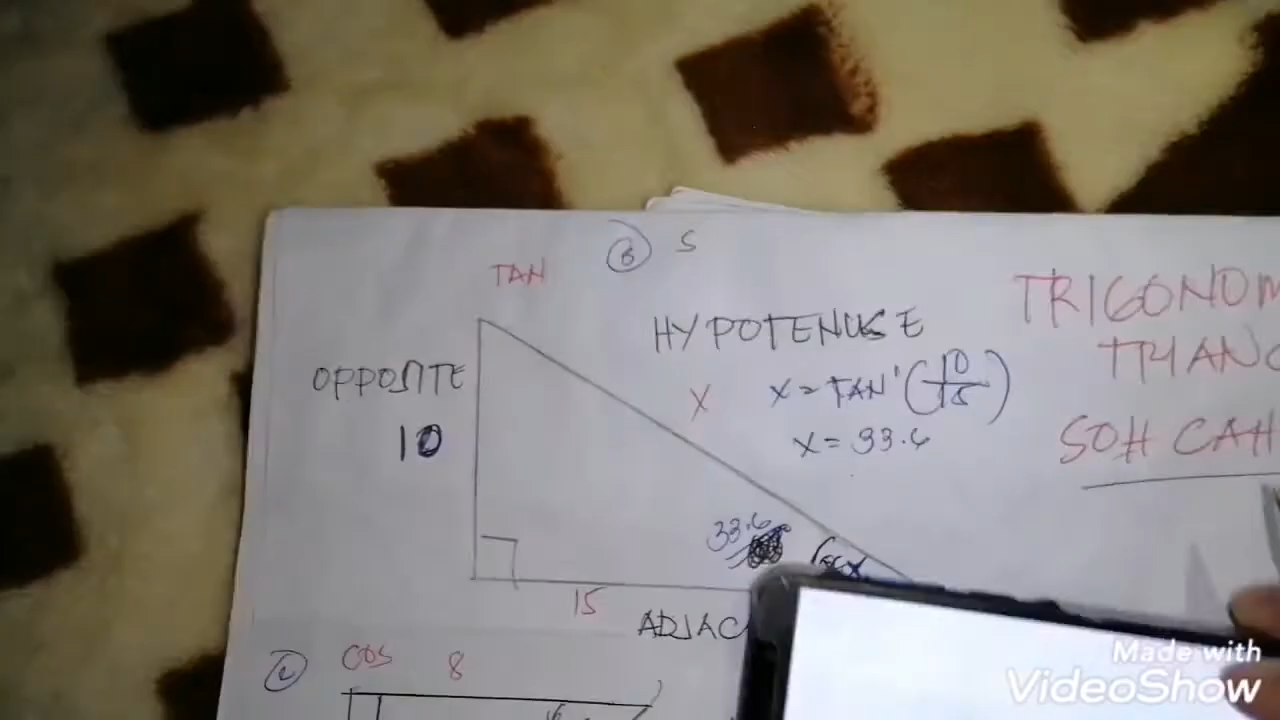 B S
TAN
HYPOTENUSE
TRIGONOM
TRIANG
OPPOSITE
10
X
X = TAN' (10/15)
X = 33.6
SOH CAH
33.6
X
15
ADJAC
COS 8
Made with
VideoShow